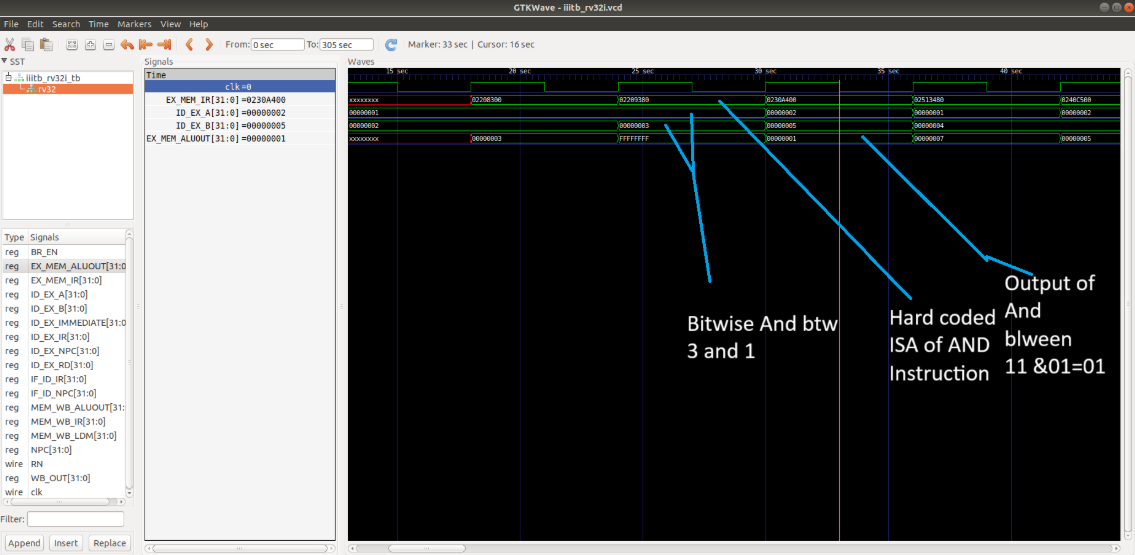 GTKWave - iiitb_rv32i.vcd
File Edit Search Time Markers View Help
From: 0 sec To: 305 sec Marker: 33 sec | Cursor: 16 sec
SST
iiitb_rv32i_tb
rv32
Type Signals
reg BR_EN
reg EX_MEM_ALUOUT[31:0
reg EX_MEM_IR[31:0]
reg ID_EX_A[31:0]
reg ID_EX_B[31:0]
reg ID_EX_IMMEDIATE[31:0
reg ID_EX_IR[31:0]
reg ID_EX_NPC[31:0]
reg ID_EX_RD[31:0]
reg IF_ID_IR[31:0]
reg IF_ID_NPC[31:0]
reg MEM_WB_ALUOUT[31:
reg MEM_WB_IR[31:0]
reg MEM_WB_LDM[31:0]
reg NPC[31:0]
wire RN
reg WB_OUT[31:0]
wire clk
Filter:
Append Insert Replace
Signals
Time
clk=0
EX_MEM_IR[31:0] =0230A400
ID_EX_A[31:0] =00000002
ID_EX_B[31:0] =00000005
EX_MEM_ALUOUT[31:0] =00000001
Waves
15 sec 20 sec 25 sec 30 sec 35 sec 40 sec
xxxxxxxx 02208300 02209380 0230A400 02513480 0240C500
00000001 00000002 00000001 00000002
00000002 00000003 00000005 00000004
xxxxxxxx 00000003 FFFFFFFF 00000001 00000007 00000005
Bitwise And btw
3 and 1
Hard coded
ISA of AND
Instruction
Output of
And
blween
11 &01=01